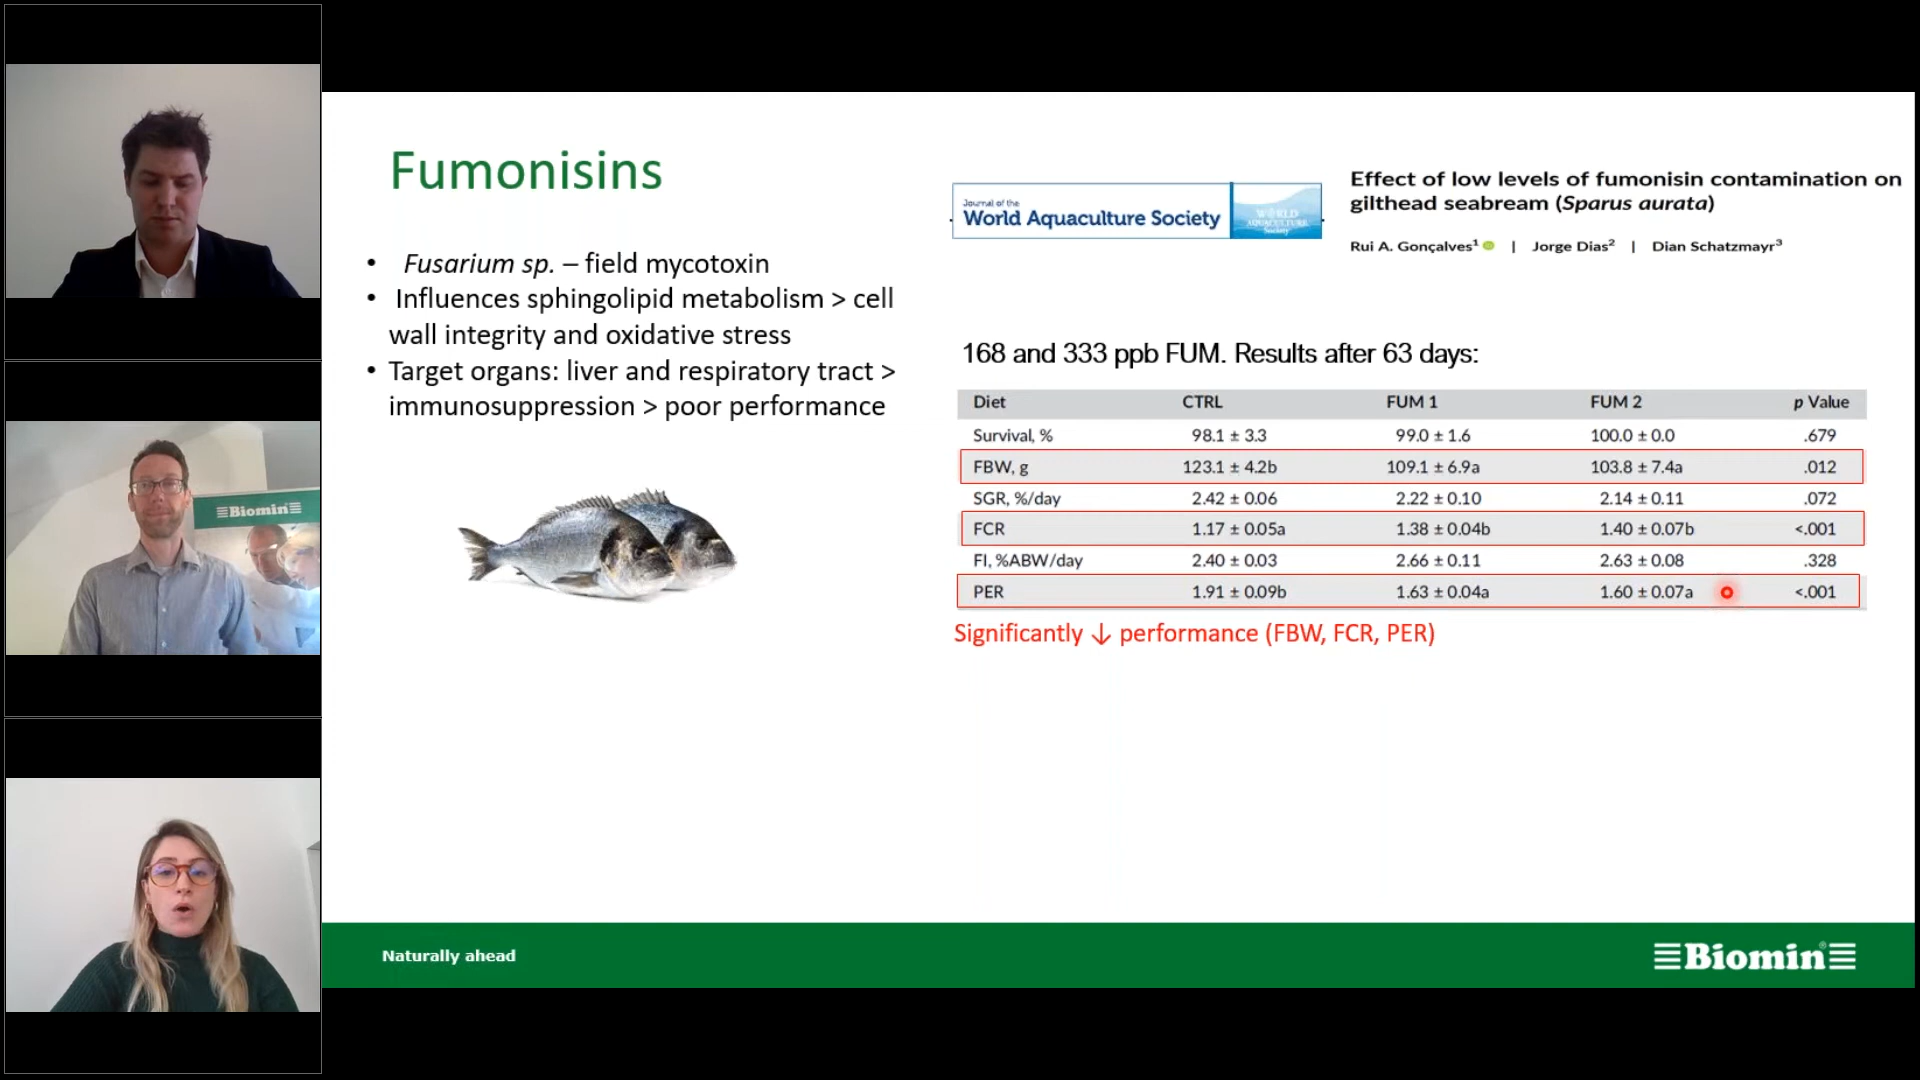 Fumonisins
• Fusarium sp. – field mycotoxin
• Influences sphingolipid metabolism > cell
wall integrity and oxidative stress
• Target organs: liver and respiratory tract >
immunosuppression > poor performance
Journal of the
World Aquaculture Society
WORLD
AQUACULTURE
Society
Effect of low levels of fumonisin contamination on
gilthead seabream (Sparus aurata)
Rui A. Gonçalves¹ | Jorge Dias² | Dian Schatzmayr³
168 and 333 ppb FUM. Results after 63 days:
Diet CTRL FUM 1 FUM 2 p Value
Survival, % 98.1 ± 3.3 99.0 ± 1.6 100.0 ± 0.0 .679
FBW, g 123.1 ± 4.2b 109.1 ± 6.9a 103.8 ± 7.4a .012
SGR, %/day 2.42 ± 0.06 2.22 ± 0.10 2.14 ± 0.11 .072
FCR 1.17 ± 0.05a 1.38 ± 0.04b 1.40 ± 0.07b <.001
FI, %ABW/day 2.40 ± 0.03 2.66 ± 0.11 2.63 ± 0.08 .328
PER 1.91 ± 0.09b 1.63 ± 0.04a 1.60 ± 0.07a <.001
Significantly ↓ performance (FBW, FCR, PER)
Biomin
Naturally ahead
Biomin®